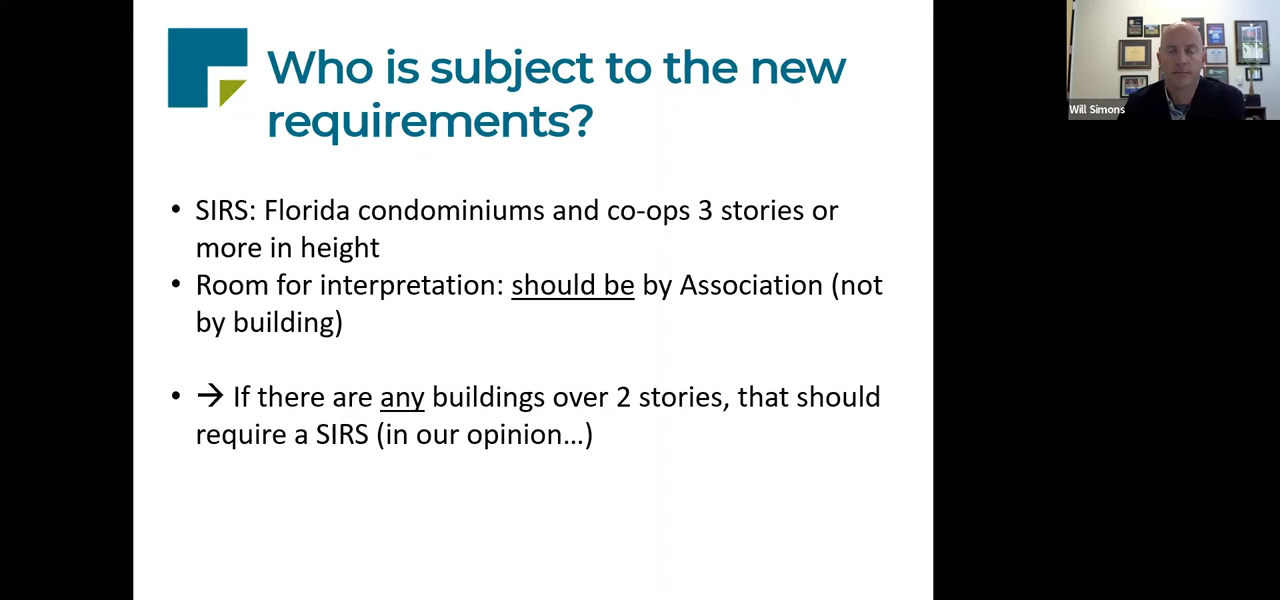 Who is subject to the new
requirements?
Will Simons
• SIRS: Florida condominiums and co-ops 3 stories or
more in height
• Room for interpretation: should be by Association (not
by building)
• → If there are any buildings over 2 stories, that should
require a SIRS (in our opinion...)